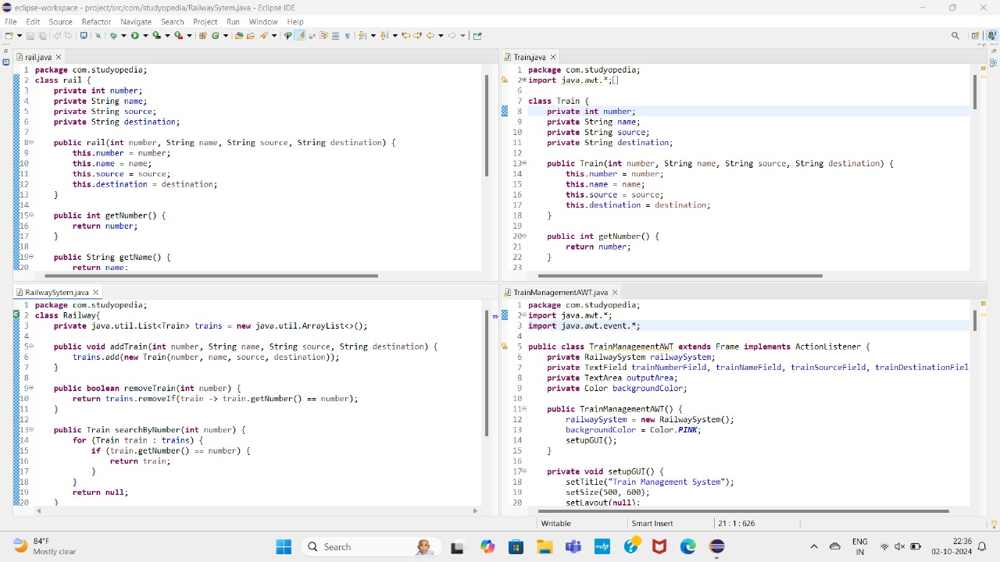 eclipse-workspace - project/src/com/studyopedia/RailwaySytem.java - Eclipse IDE
File Edit Source Refactor Navigate Search Project Run Window Help
rail.java
1 package com.studyopedia;
2 class rail {
3 private int number;
4 private String name;
5 private String source;
6 private String destination;
7
8 public rail(int number, String name, String source, String destination) {
9 this.number = number;
10 this.name = name;
11 this.source = source;
12 this.destination = destination;
13 }
14
15 public int getNumber() {
16 return number;
17 }
18
19 public String getName() {
20 return name;
Train.java
1 package com.studyopedia;
2 import java.awt.*;
6
7 class Train {
8 private int number;
9 private String name;
10 private String source;
11 private String destination;
12
13 public Train(int number, String name, String source, String destination) {
14 this.number = number;
15 this.name = name;
16 this.source = source;
17 this.destination = destination;
18 }
19
20 public int getNumber() {
21 return number;
22 }
23
RailwaySytem.java
1 package com.studyopedia;
2 class Railway{
3 private java.util.List<Train> trains = new java.util.ArrayList<>();
4
5 public void addTrain(int number, String name, String source, String destination) {
6 trains.add(new Train(number, name, source, destination));
7 }
8
9 public boolean removeTrain(int number) {
10 return trains.removeIf(train -> train.getNumber() == number);
11 }
12
13 public Train searchByNumber(int number) {
14 for (Train train : trains) {
15 if (train.getNumber() == number) {
16 return train;
17 }
18 }
19 return null;
20 }
TrainManagementAWT.java
1 package com.studyopedia;
2 import java.awt.*;
3 import java.awt.event.*;
4
5 public class TrainManagementAWT extends Frame implements ActionListener {
6 private RailwaySystem railwaySystem;
7 private TextField trainNumberField, trainNameField, trainSourceField, trainDestinationFiel
8 private TextArea outputArea;
9 private Color backgroundColor;
10
11 public TrainManagementAWT() {
12 railwaySystem = new RailwaySystem();
13 backgroundColor = Color.PINK;
14 setupGUI();
15 }
16
17 private void setupGUI() {
18 setTitle("Train Management System");
19 setSize(500, 600);
20 setLayout(null);
Writable Smart Insert 21 : 1 : 626
84°F
Mostly clear
Search
ENG
IN
22:36
02-10-2024